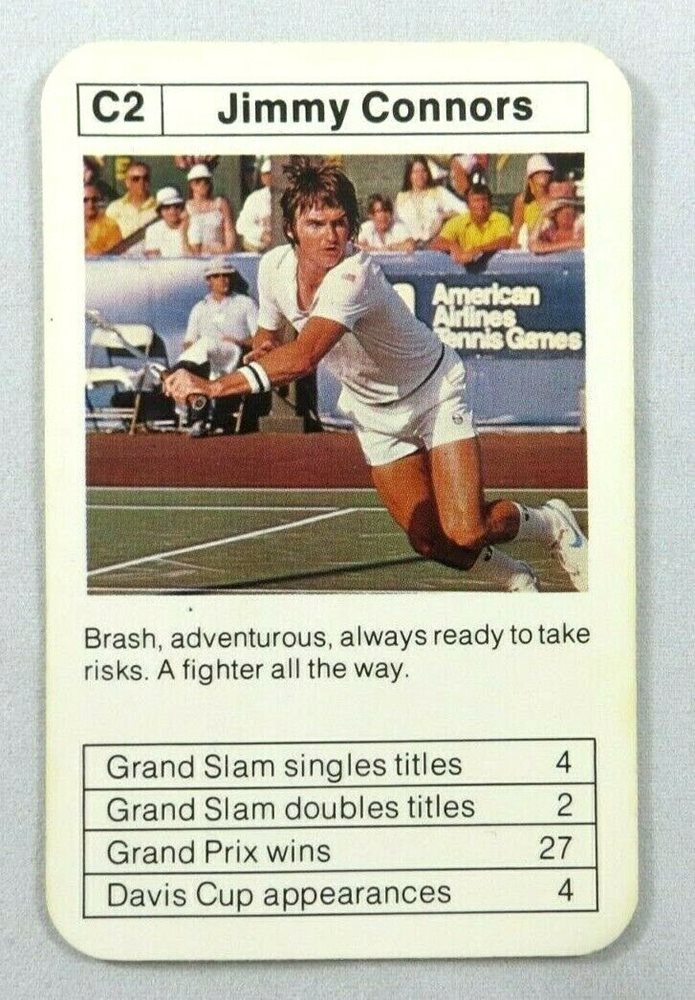 C2 Jimmy Connors
American
Airlines
Tennis Games
Brash, adventurous, always ready to take
risks. A fighter all the way.
Grand Slam singles titles 4
Grand Slam doubles titles 2
Grand Prix wins 27
Davis Cup appearances 4